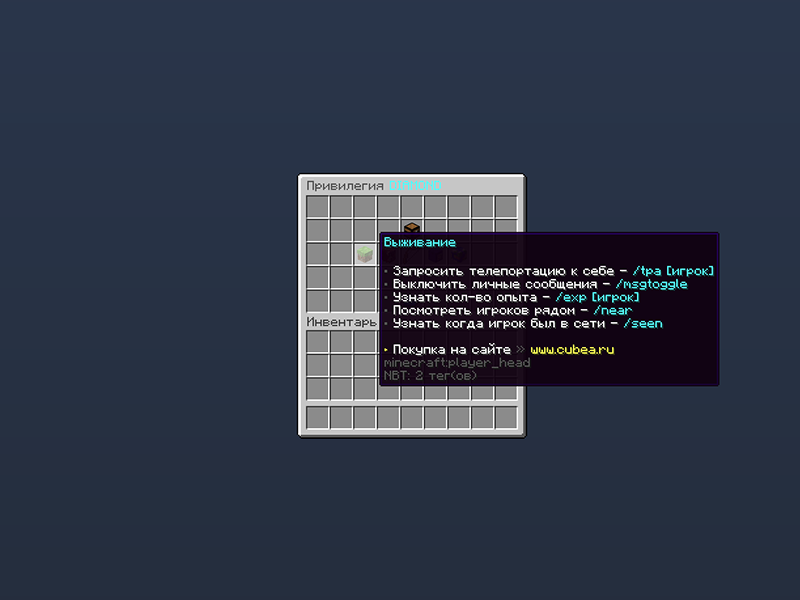 Привилегия
Выживание
• Запросить телепортацию к себе - /tpa [игрок]
• Выключить личные сообщения - /msgtoggle
• Узнать кол-во опыта - /exp [игрок]
• Посмотреть игроков рядом - /near
• Узнать когда игрок был в сети - /seen
Инвентарь
▸ Покупка на сайте » www.cubea.ru
minecraft:player_head
NBT: 2 тег(ов)